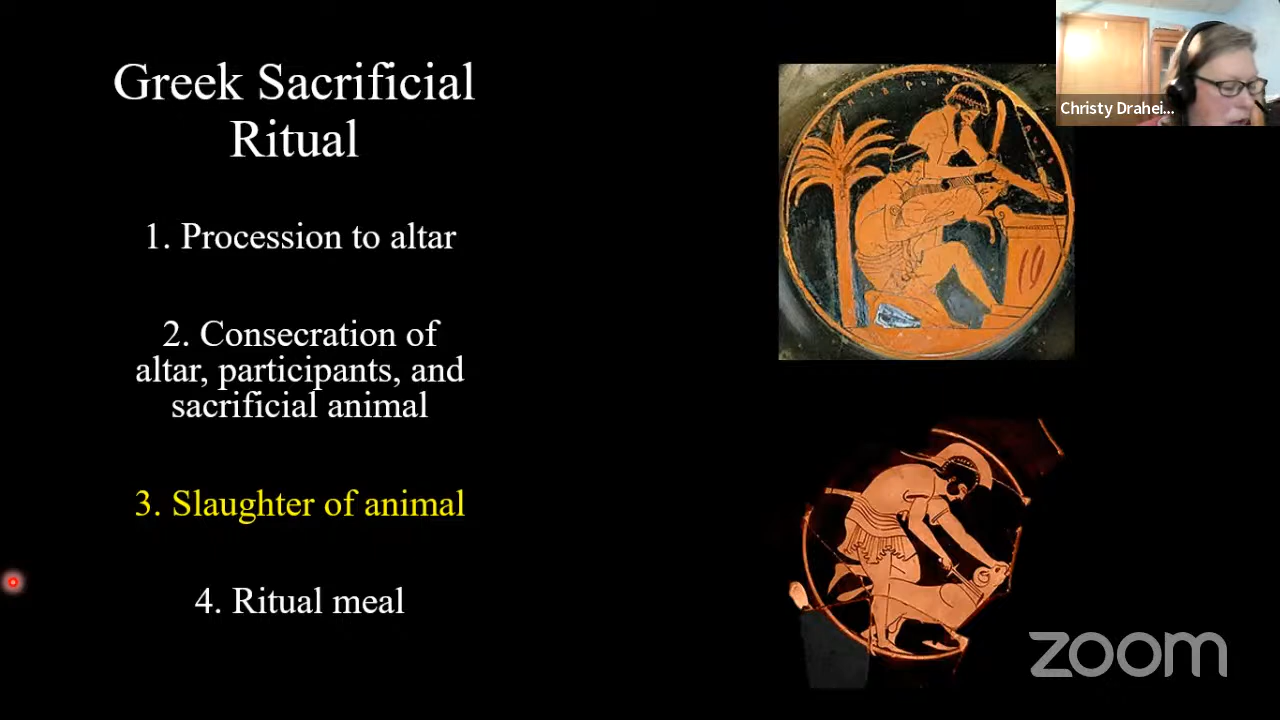 Greek Sacrificial
Ritual
1. Procession to altar
2. Consecration of
altar, participants, and
sacrificial animal
3. Slaughter of animal
4. Ritual meal
Christy Drahei...
zoom